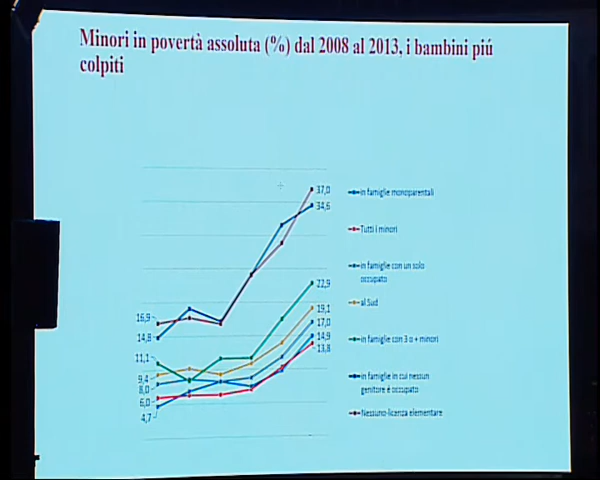 Minori in povertà assoluta (%) dal 2008 al 2013, i bambini piú
colpiti
37,0
34,6
22,9
19,1
17,0
14,9
13,8
16,9
14,8
11,1
9,4
8,0
6,0
4,7
in famiglie monoparentali
Tutti i minori
in famiglie con un solo
occupato
al Sud
in famiglie con 3 o + minori
in famiglie in cui nessun
genitore è occupato
Nessuno-licenza elementare